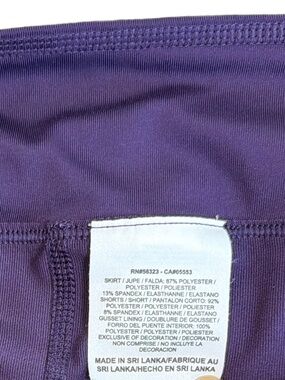 RN#56323 - CA#05553
SKIRT / JUPE / FALDA: 87% POLYESTER /
POLYESTER / POLIESTER
13% SPANDEX / ELASTHANNE / ELASTANO
SHORTS / SHORT / PANTALON CORTO: 92%
POLYESTER / POLYESTER / POLIESTER
8% SPANDEX / ELASTHANNE / ELASTANO
GUSSET LINING / DOUBLURE DE GOUSSET /
FORRO DEL PUENTE INTERIOR: 100%
POLYESTER / POLYESTER / POLIESTER
EXCLUSIVE OF DECORATION / DECORATION
NON COMPRISE / NO INCLUYE LA
DECORACION
MADE IN SRI LANKA/FABRIQUE AU
SRI LANKA/HECHO EN SRI LANKA